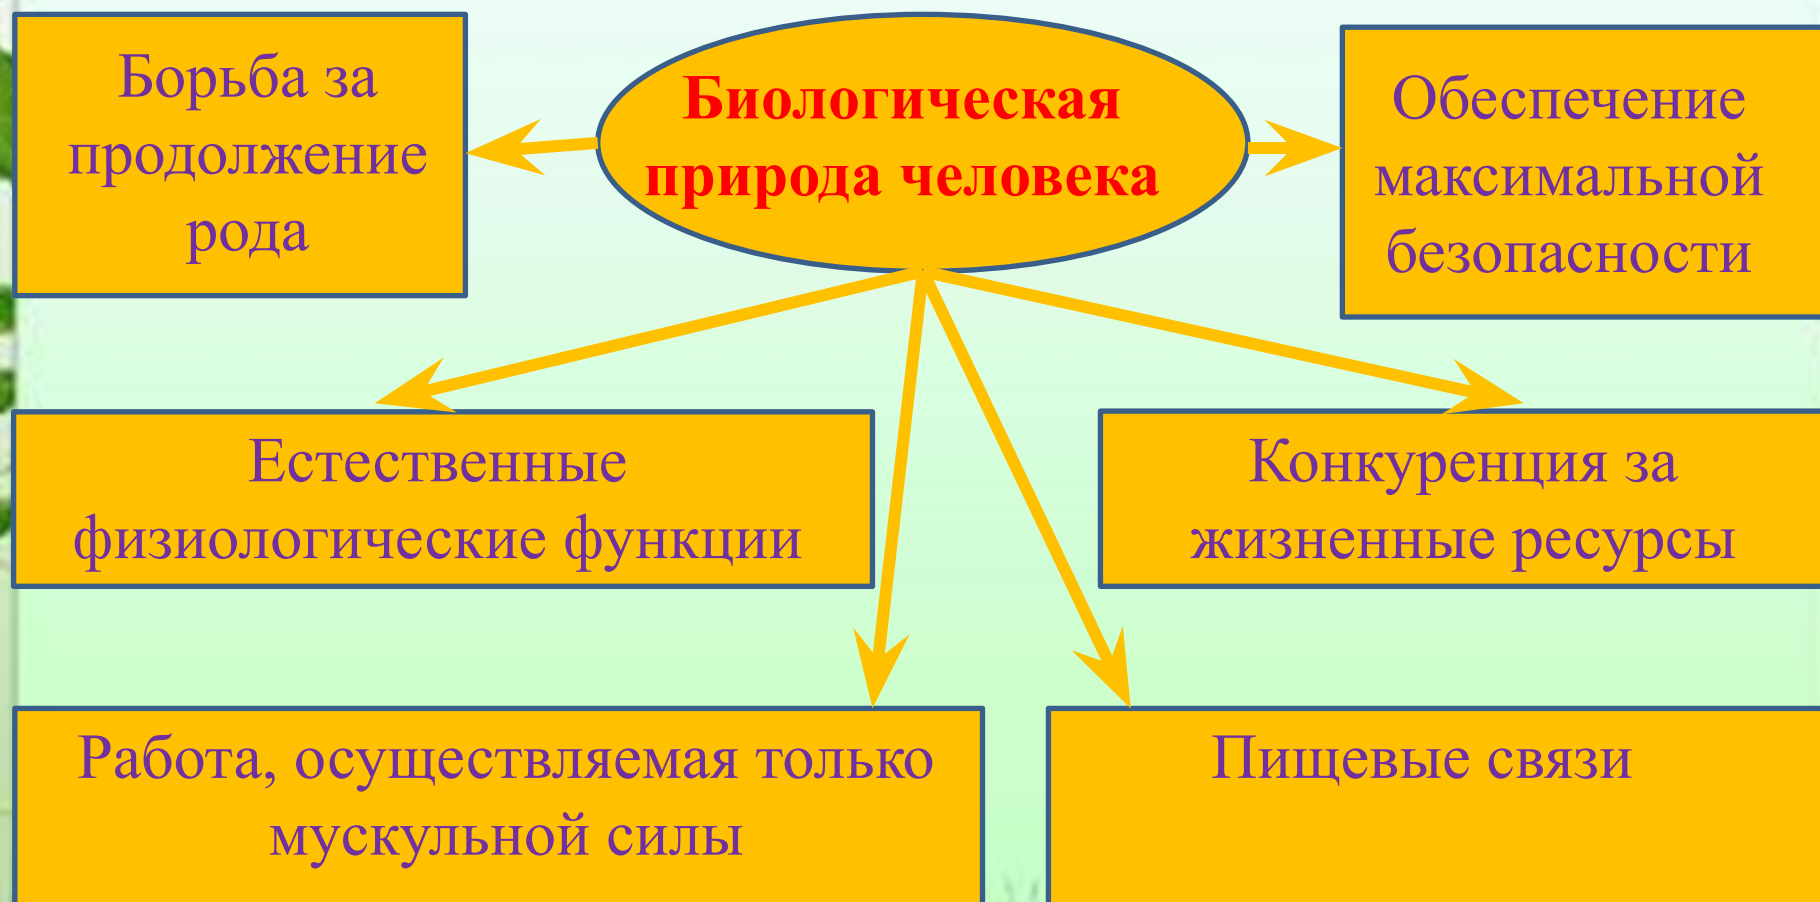 Борьба за
продолжение
рода
Биологическая
природа человека
Обеспечение
максимальной
безопасности
Естественные
физиологические функции
Конкуренция за
жизненные ресурсы
Работа, осуществляемая только
мускульной силы
Пищевые связи